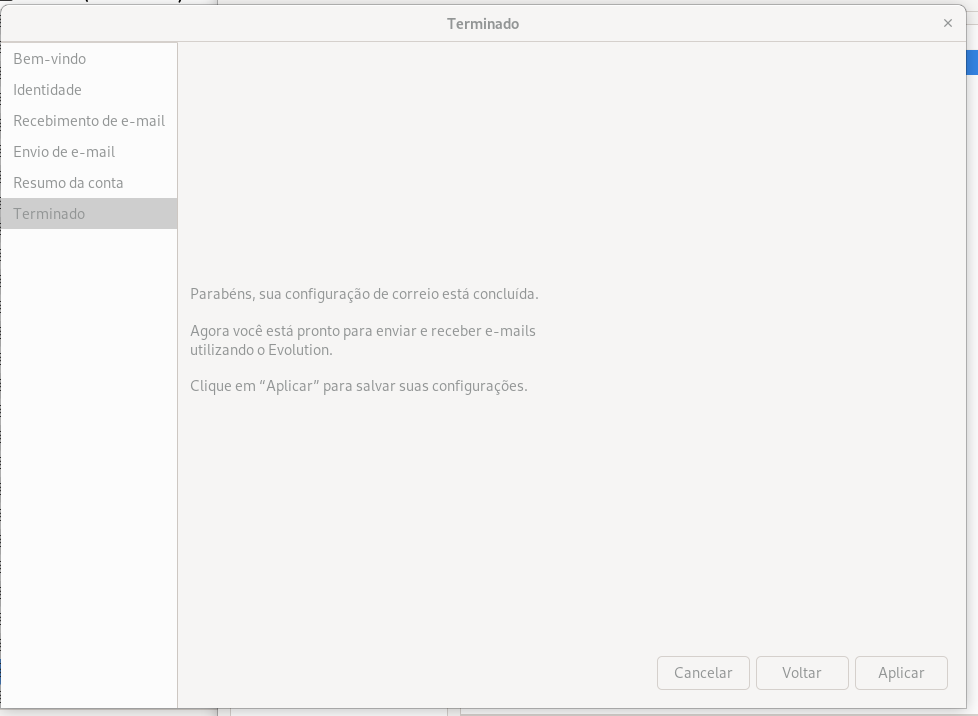 Terminado
Bem-vindo
Identidade
Recebimento de e-mail
Envio de e-mail
Resumo da conta
Terminado
Parabéns, sua configuração de correio está concluída.
Agora você está pronto para enviar e receber e-mails
utilizando o Evolution.
Clique em “Aplicar” para salvar suas configurações.
Cancelar
Voltar
Aplicar